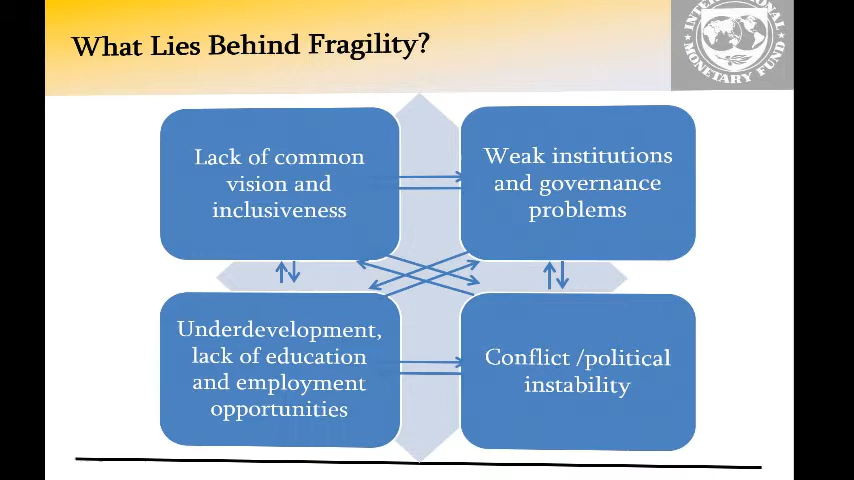 What Lies Behind Fragility?
INTERNATIONAL MONETARY FUND
Lack of common
vision and
inclusiveness
Weak institutions
and governance
problems
Underdevelopment,
lack of education
and employment
opportunities
Conflict /political
instability